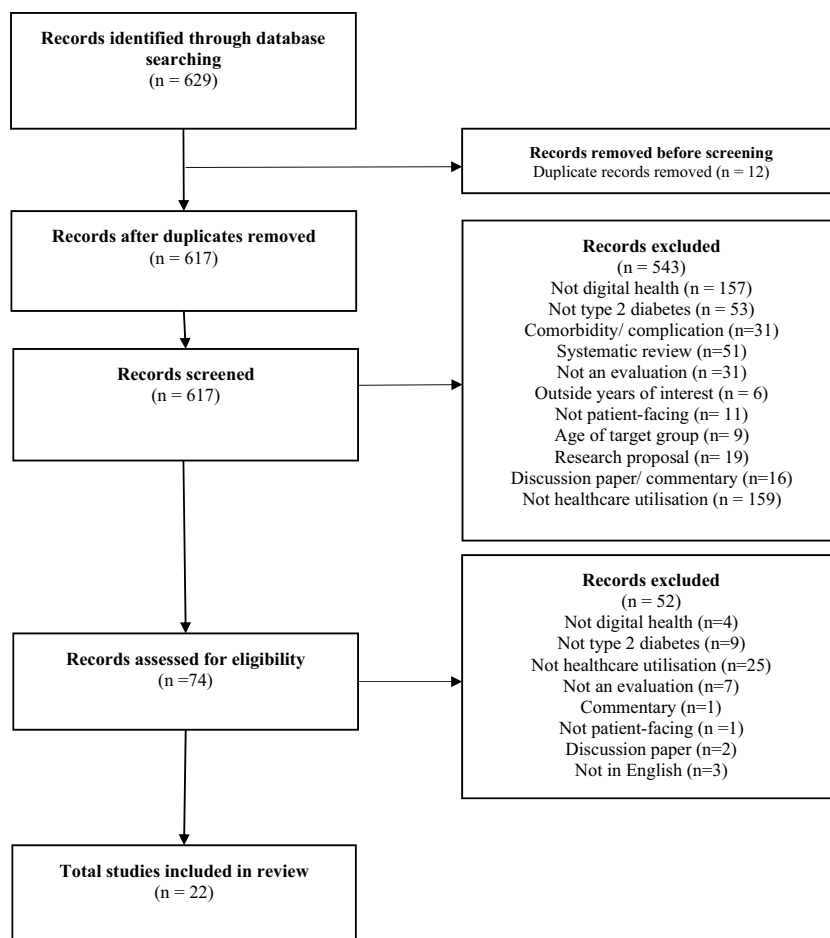 Records identified through database
searching
(n = 629)
Records removed before screening
Duplicate records removed (n = 12)
Records after duplicates removed
(n = 617)
Records excluded
(n = 543)
Not digital health (n = 157)
Not type 2 diabetes (n = 53)
Comorbidity/ complication (n=31)
Systematic review (n=51)
Not an evaluation (n =31)
Outside years of interest (n = 6)
Not patient-facing (n= 11)
Age of target group (n= 9)
Research proposal (n= 19)
Discussion paper/ commentary (n=16)
Not healthcare utilisation (n = 159)
Records screened
(n = 617)
Records excluded
(n = 52)
Not digital health (n=4)
Not type 2 diabetes (n=9)
Not healthcare utilisation (n=25)
Not an evaluation (n=7)
Commentary (n=1)
Not patient-facing (n =1)
Discussion paper (n=2)
Not in English (n=3)
Records assessed for eligibility
(n =74)
Total studies included in review
(n = 22)